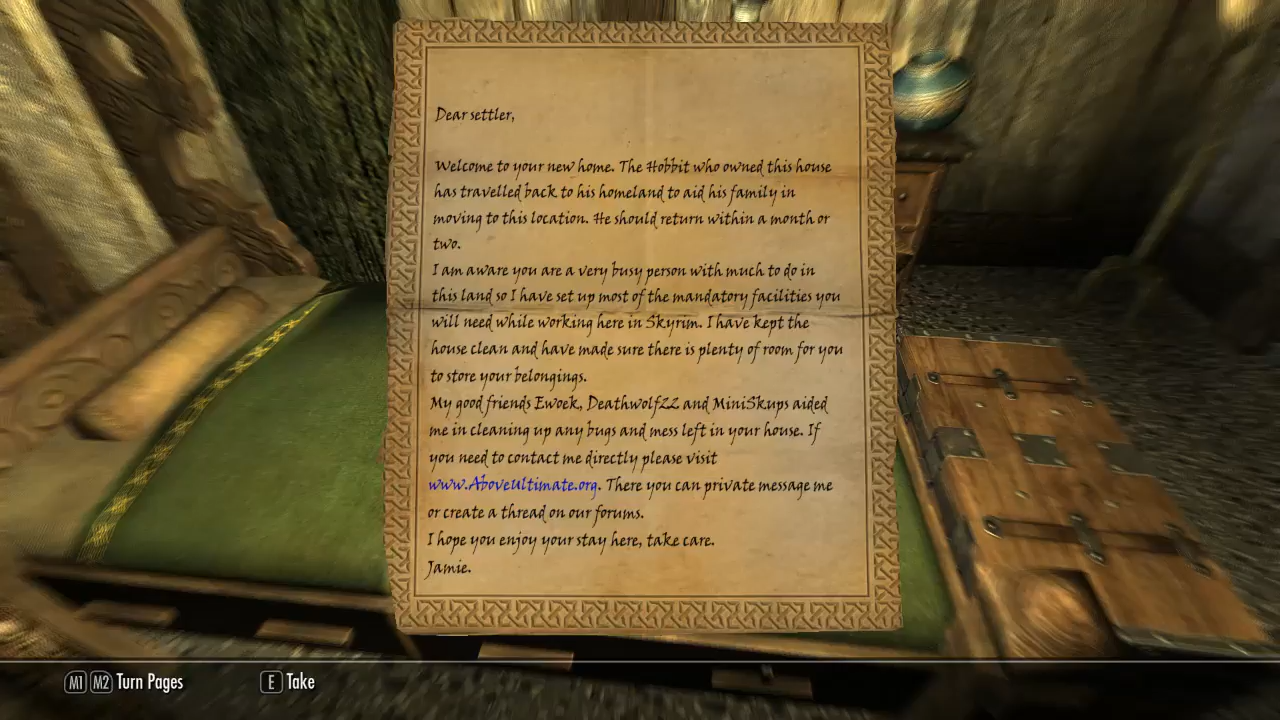 Dear settler,
Welcome to your new home. The Hobbit who owned this house
has travelled back to his homeland to aid his family in
moving to this location. He should return within a month or
two.
I am aware you are a very busy person with much to do in
this land so I have set up most of the mandatory facilities you
will need while working here in Skyrim. I have kept the
house clean and have made sure there is plenty of room for you
to store your belongings.
My good friends Ewoek, Deathwolf22 and MiniSkups aided
me in cleaning up any bugs and mess left in your house. If
you need to contact me directly please visit
www.AboveUltimate.org. There you can private message me
or create a thread on our forums.
I hope you enjoy your stay here, take care.
Jamie.
M1 M2 Turn Pages E Take